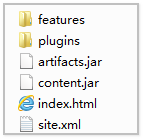 features
plugins
artifacts.jar
content.jar
index.html
site.xml